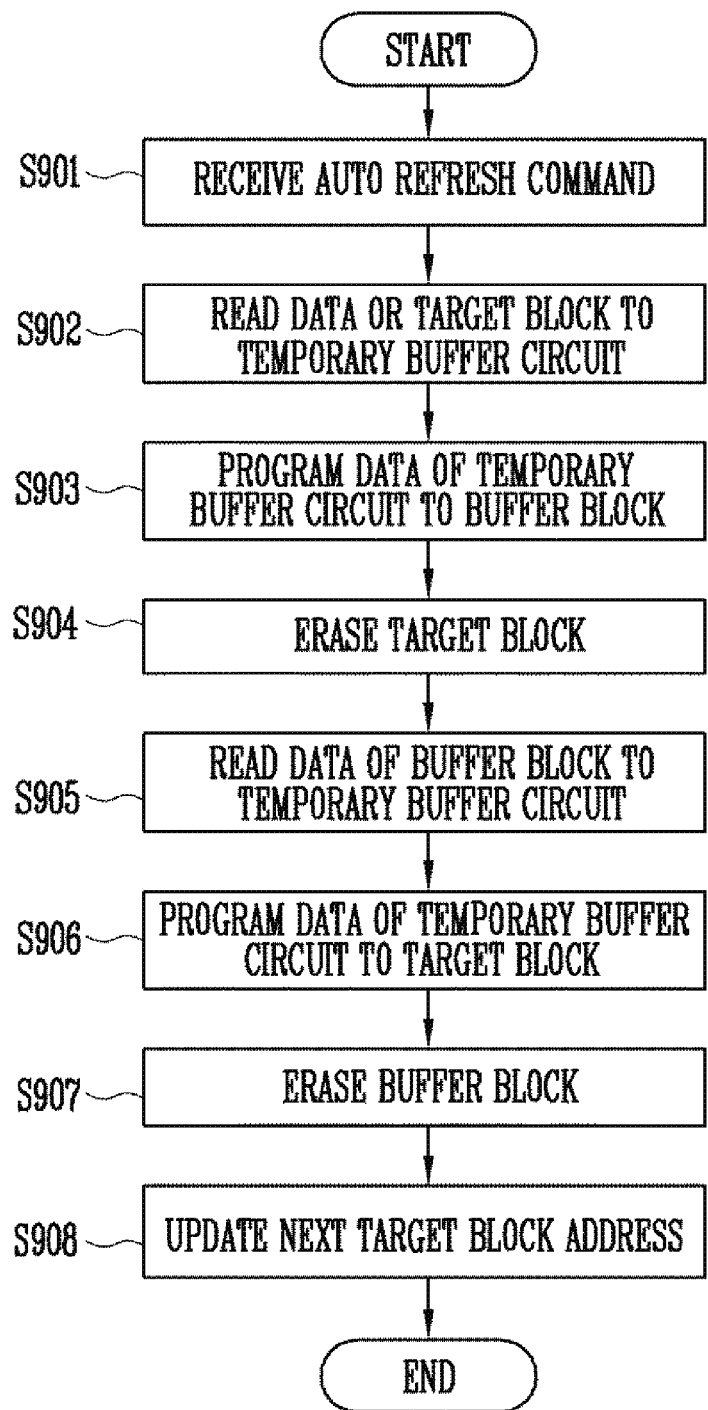 START
S901
RECEIVE AUTO REFRESH COMMAND
S902
READ DATA OR TARGET BLOCK TO
TEMPORARY BUFFER CIRCUIT
S903
PROGRAM DATA OF TEMPORARY
BUFFER CIRCUIT TO BUFFER BLOCK
S904
ERASE TARGET BLOCK
S905
READ DATA OF BUFFER BLOCK TO
TEMPORARY BUFFER CIRCUIT
S906
PROGRAM DATA OF TEMPORARY BUFFER
CIRCUIT TO TARGET BLOCK
S907
ERASE BUFFER BLOCK
S908
UPDATE NEXT TARGET BLOCK ADDRESS
END